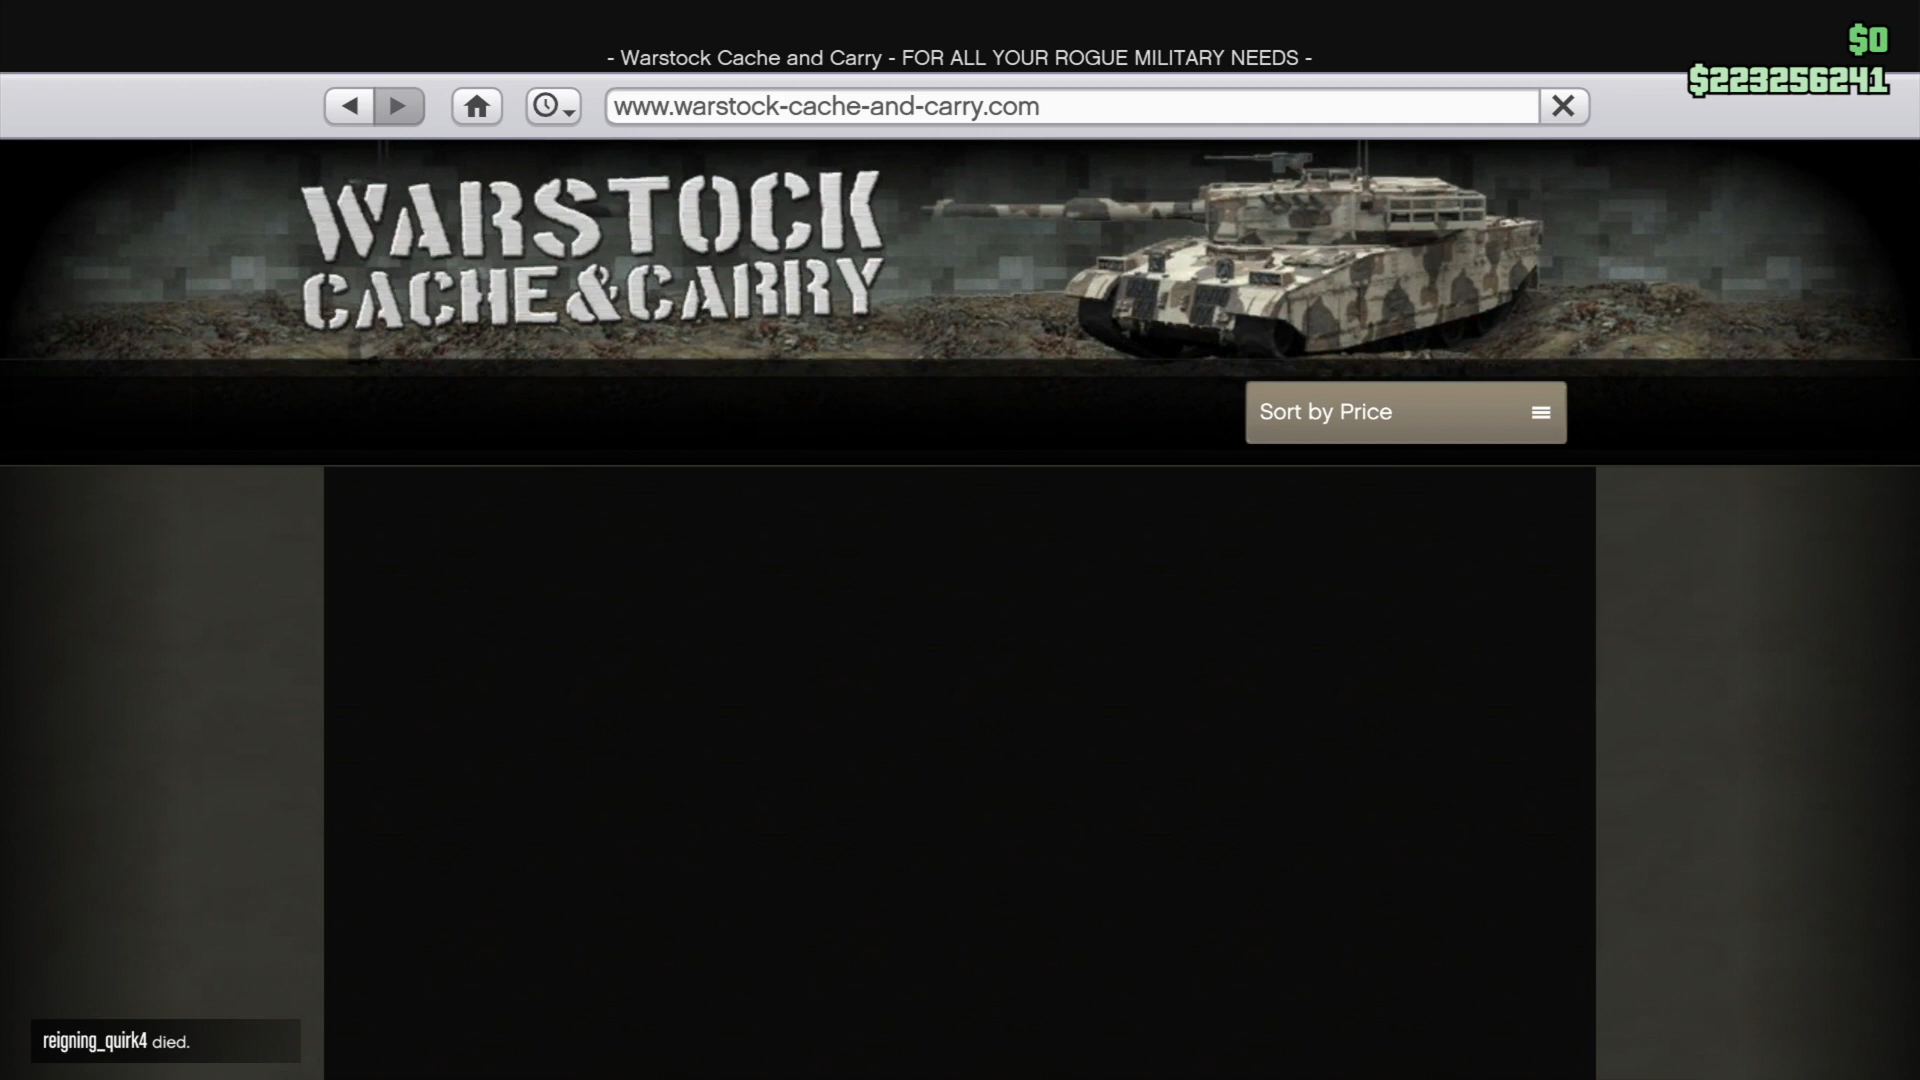 $0
- Warstock Cache and Carry - FOR ALL YOUR ROGUE MILITARY NEEDS -
$223256241
www.warstock-cache-and-carry.com
WARSTOCK
CACHE & CARRY
Sort by Price
reigning_quirk4 died.